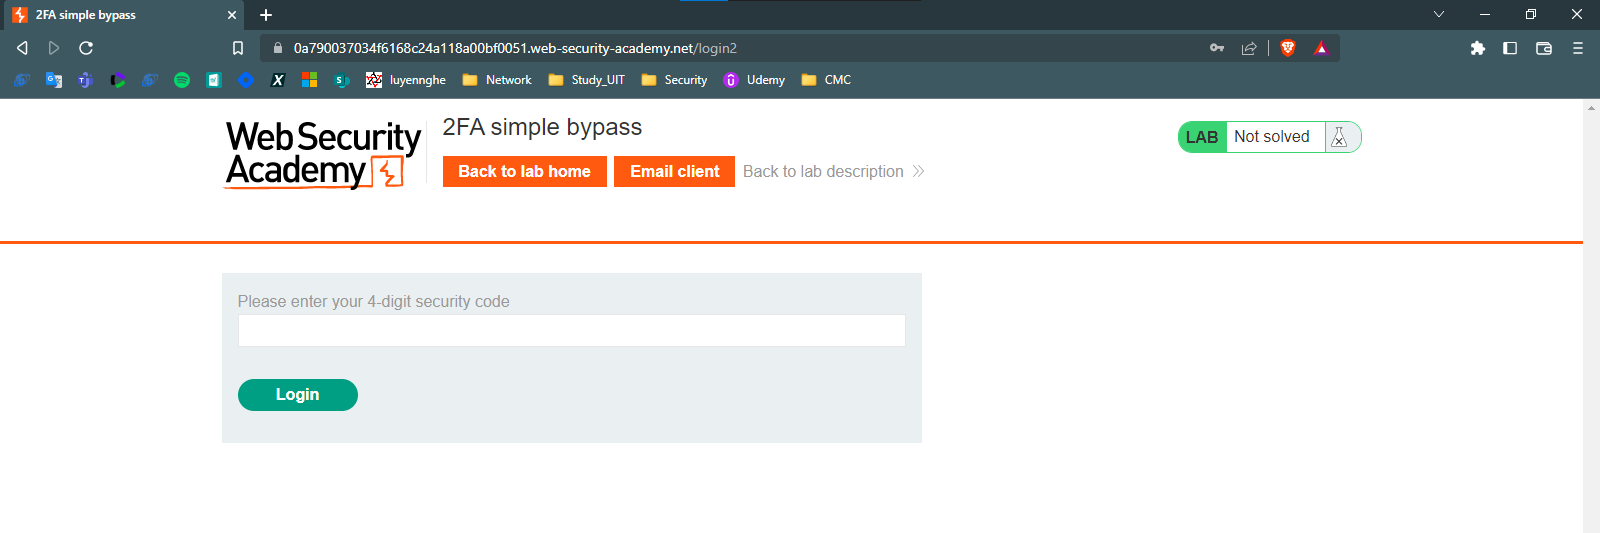 2FA simple bypass
0a790037034f6168c24a118a00bf0051.web-security-academy.net/login2
luyennghe Network Study_UIT Security Udemy CMC
Web Security
Academy
2FA simple bypass
Back to lab home Email client Back to lab description
LAB Not solved
Please enter your 4-digit security code
Login